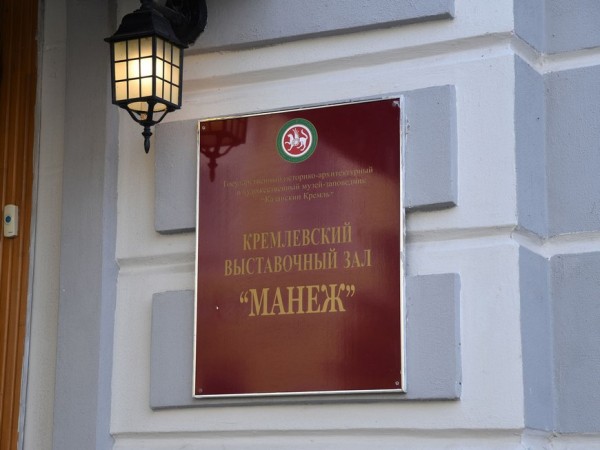 Государственный историко-архитектурный
и художественный музей-заповедник
"Казанский Кремль"
КРЕМЛЕВСКИЙ
ВЫСТАВОЧНЫЙ ЗАЛ
“МАНЕЖ”